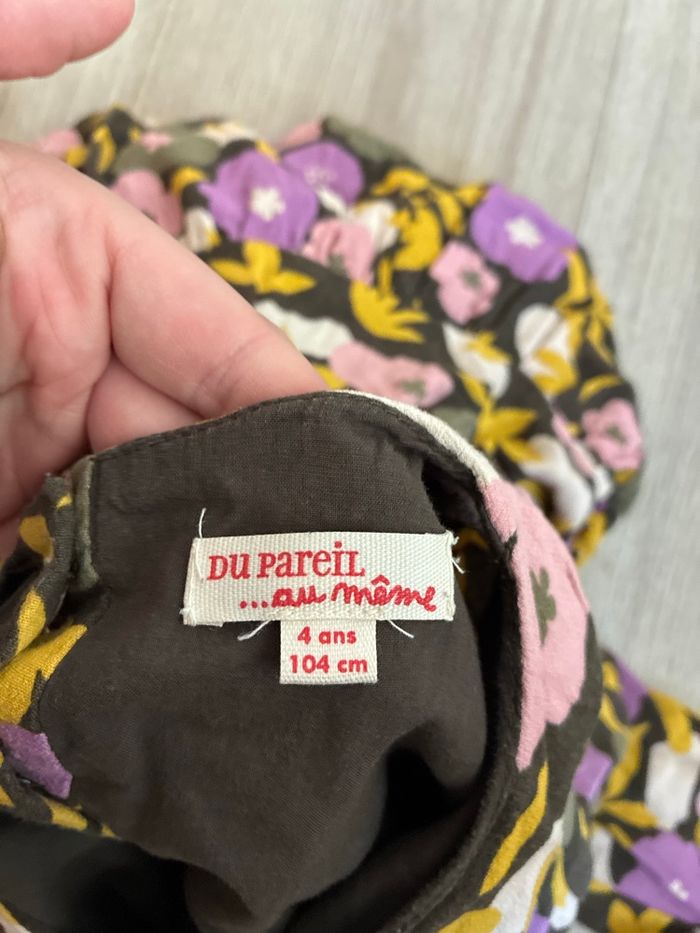 DU PAREIL
...au même
4 ans
104 cm